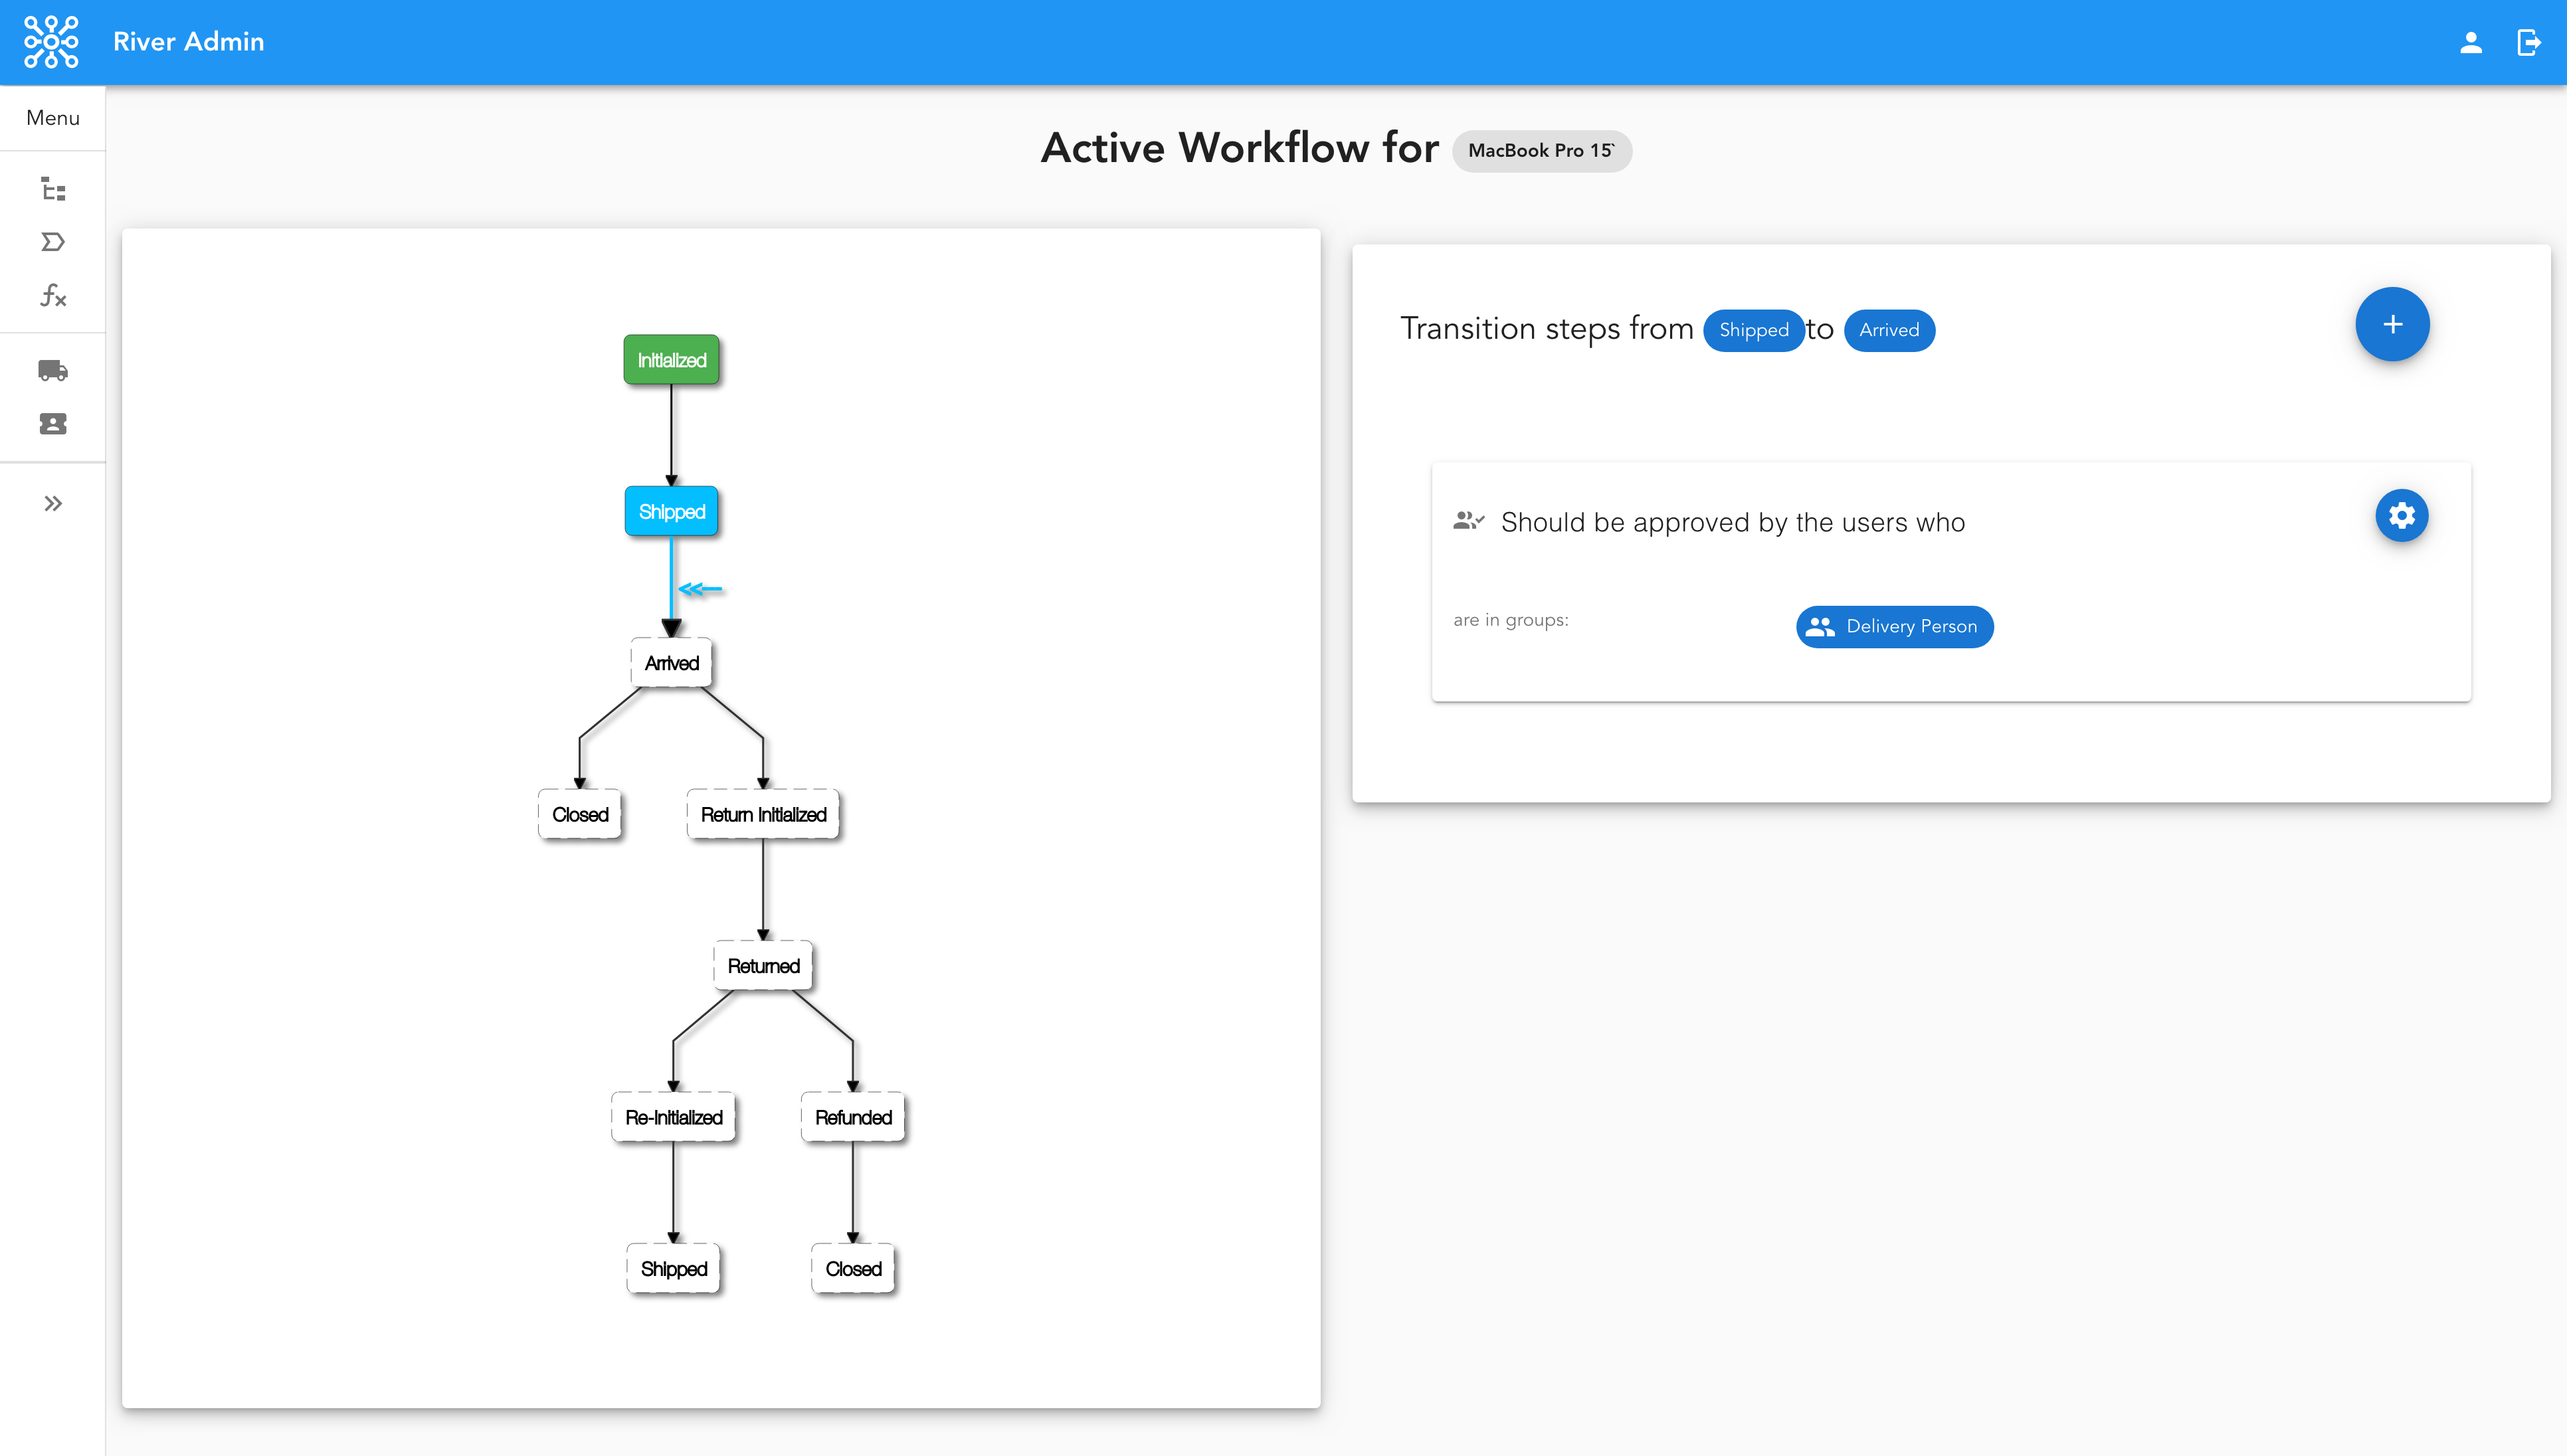 River Admin
Menu
Active Workflow for MacBook Pro 15`
Initialized
Shipped
Arrived
Closed
Return Initialized
Returned
Re-Initialized
Refunded
Shipped
Closed
Transition steps from Shipped to Arrived
Should be approved by the users who
are in groups:
Delivery Person